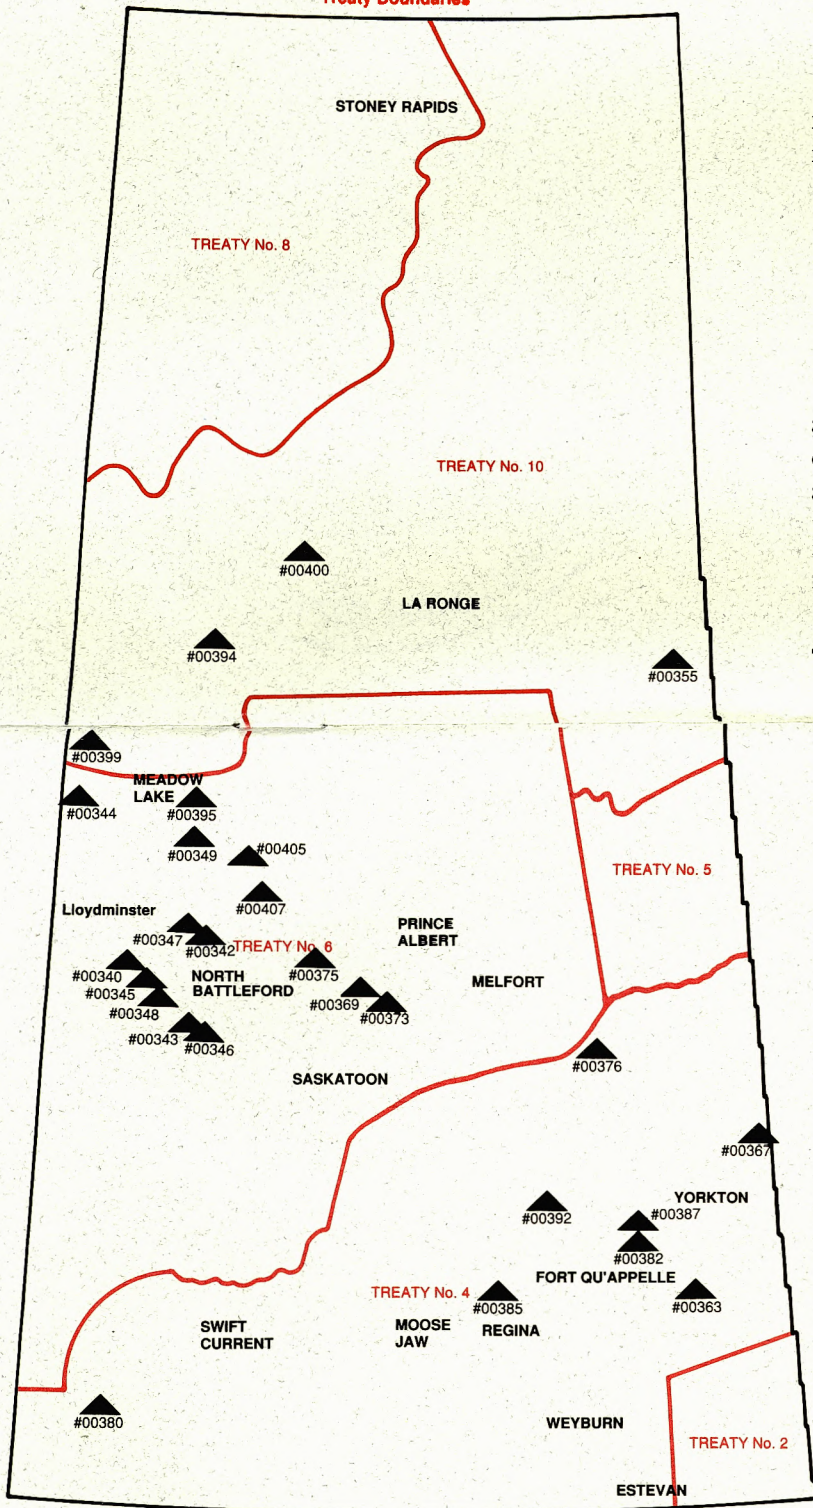 Treaty Boundaries
STONEY RAPIDS
TREATY No. 8
TREATY No. 10
#00400
LA RONGE
#00394
#00355
#00399
MEADOW
LAKE
#00344
#00395
#00349
#00405
TREATY No. 5
#00407
Lloydminster
PRINCE
ALBERT
#00347
#00342
TREATY No. 6
#00340
NORTH
BATTLEFORD
#00375
MELFORT
#00345
#00369
#00348
#00373
#00343
#00346
#00376
SASKATOON
#00367
YORKTON
#00392
#00387
#00382
FORT QU'APPELLE
TREATY No. 4
#00385
#00363
SWIFT
CURRENT
MOOSE
JAW
REGINA
#00380
WEYBURN
TREATY No. 2
ESTEVAN